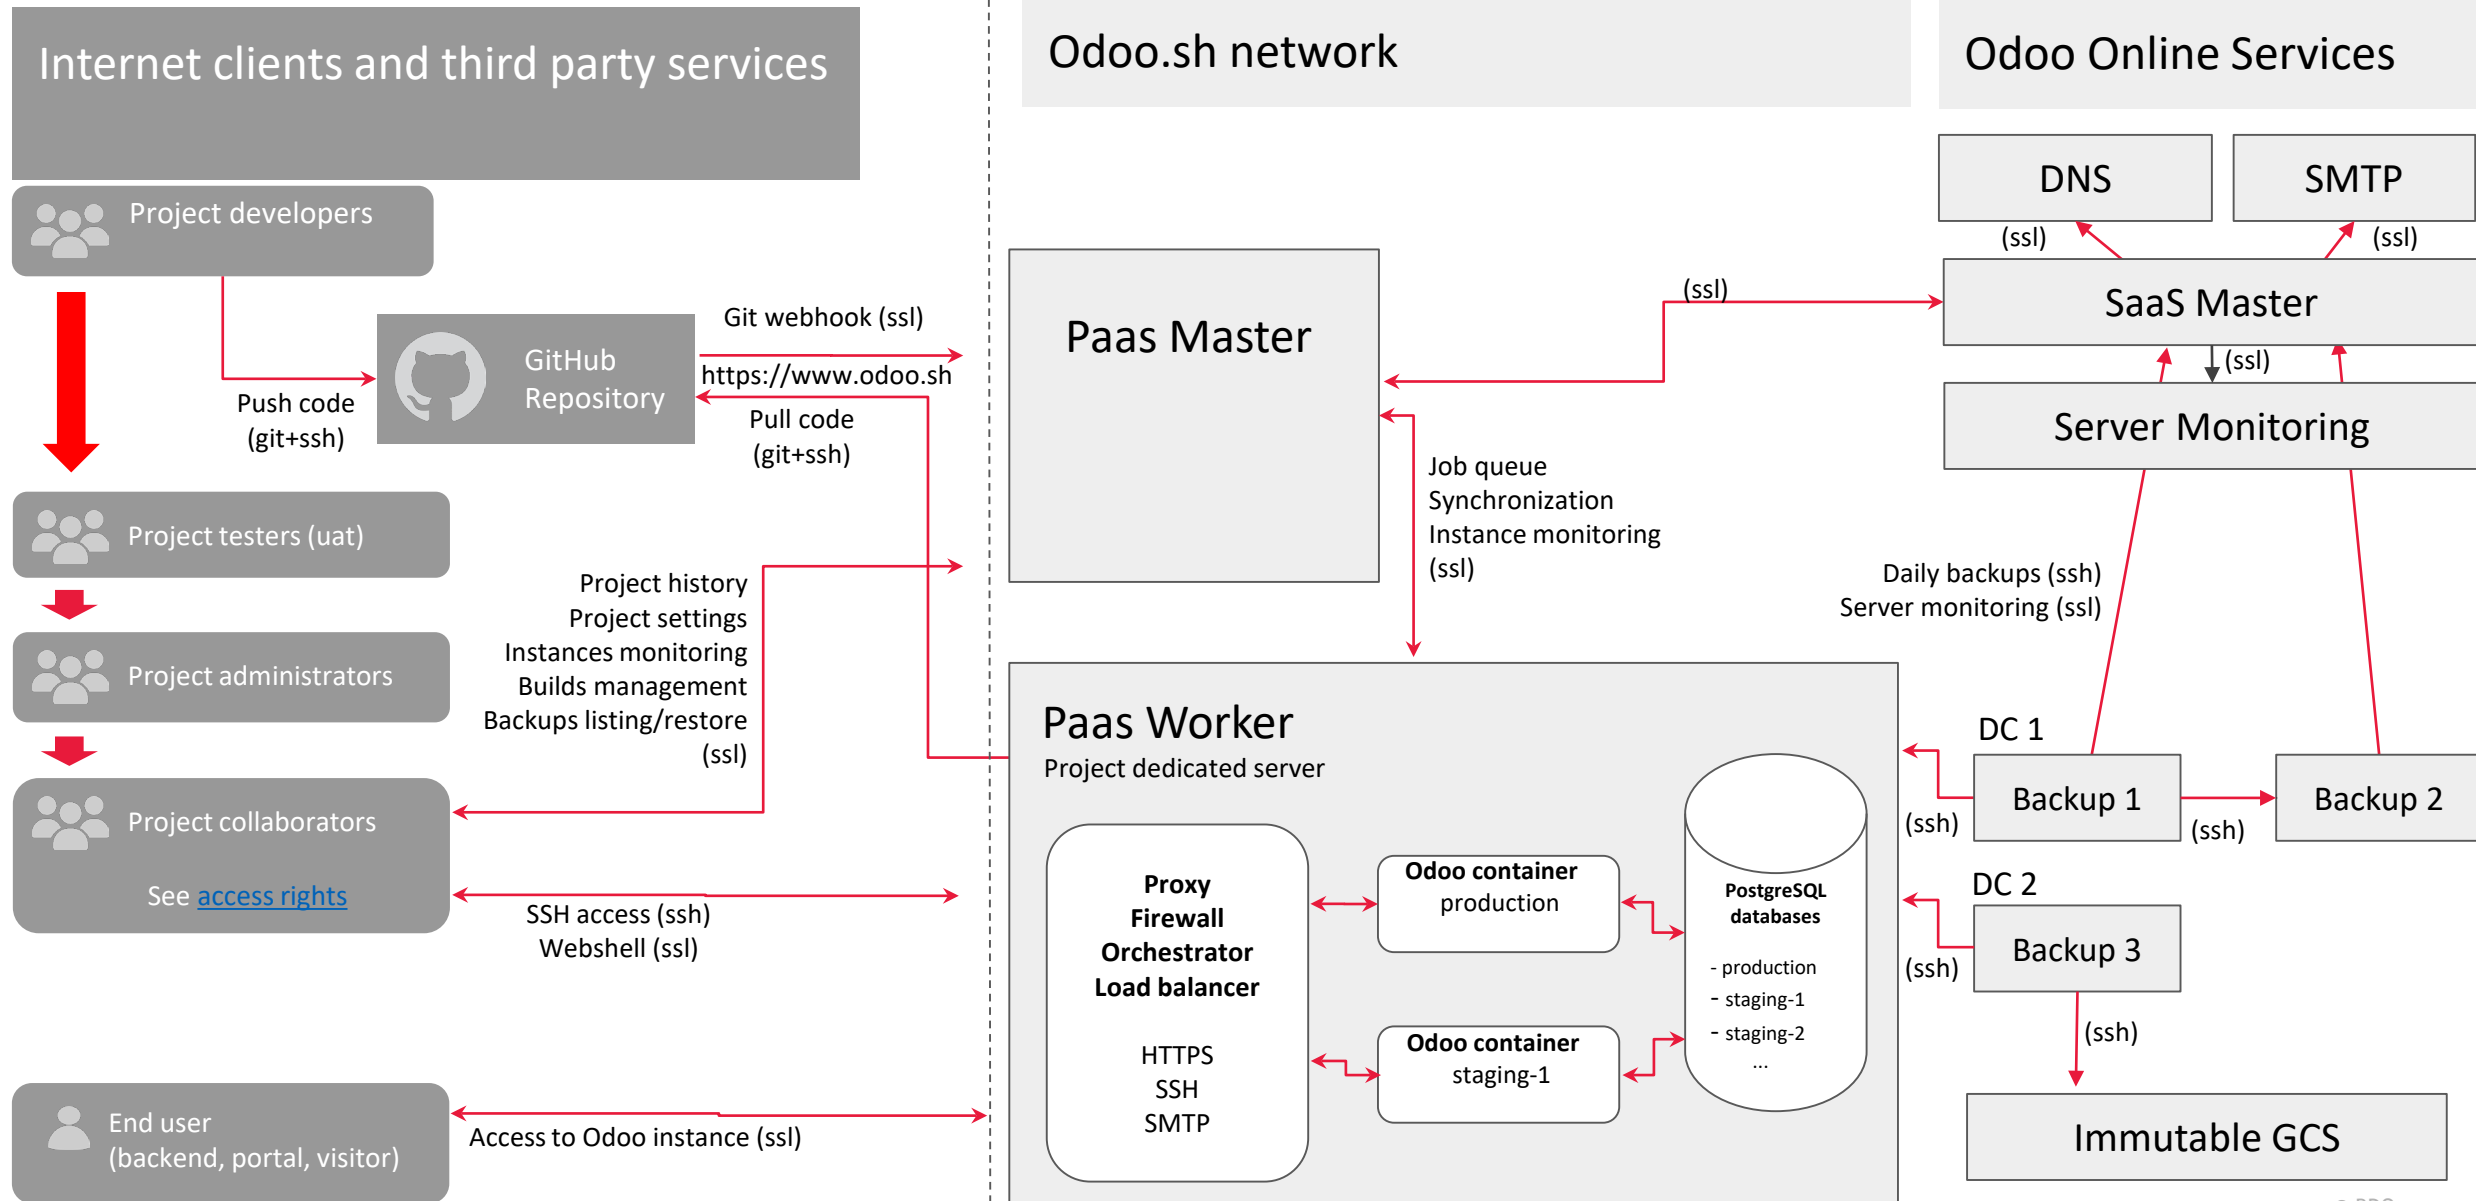 Internet clients and third party services
Odoo.sh network
Odoo Online Services
Project developers
Push code
(git+ssh)
GitHub
Repository
Git webhook (ssl)
https://www.odoo.sh
Pull code
(git+ssh)
Project testers (uat)
Project administrators
Project collaborators
See access rights
Project history
Project settings
Instances monitoring
Builds management
Backups listing/restore
(ssl)
SSH access (ssh)
Webshell (ssl)
End user
(backend, portal, visitor)
Access to Odoo instance (ssl)
Paas Master
(ssl)
Job queue
Synchronization
Instance monitoring
(ssl)
Paas Worker
Project dedicated server
Proxy
Firewall
Orchestrator
Load balancer
HTTPS
SSH
SMTP
Odoo container
production
Odoo container
staging-1
PostgreSQL
databases
- production
- staging-1
- staging-2
...
DNS
SMTP
(ssl)
(ssl)
SaaS Master
(ssl)
Server Monitoring
Daily backups (ssh)
Server monitoring (ssl)
DC 1
Backup 1
Backup 2
(ssh)
(ssh)
DC 2
Backup 3
(ssh)
(ssh)
Immutable GCS